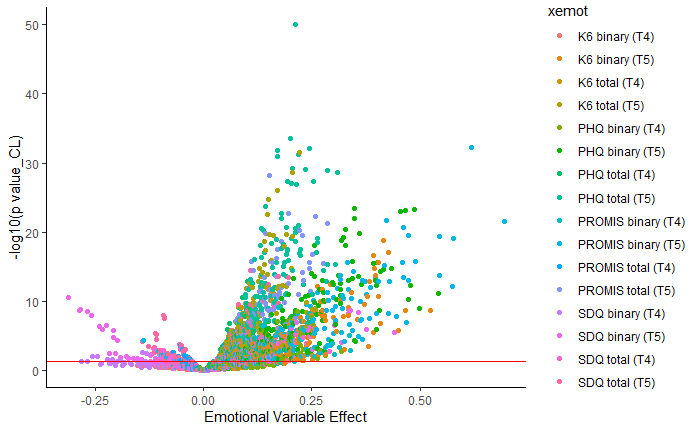 xemot
K6 binary (T4)
K6 binary (T5)
K6 total (T4)
K6 total (T5)
PHQ binary (T4)
PHQ binary (T5)
PHQ total (T4)
PHQ total (T5)
PROMIS binary (T4)
PROMIS binary (T5)
PROMIS total (T4)
PROMIS total (T5)
SDQ binary (T4)
SDQ binary (T5)
SDQ total (T4)
SDQ total (T5)
-log10(p value_CL)
50
40
30
20
10
0
-0.25 0.00 0.25 0.50
Emotional Variable Effect